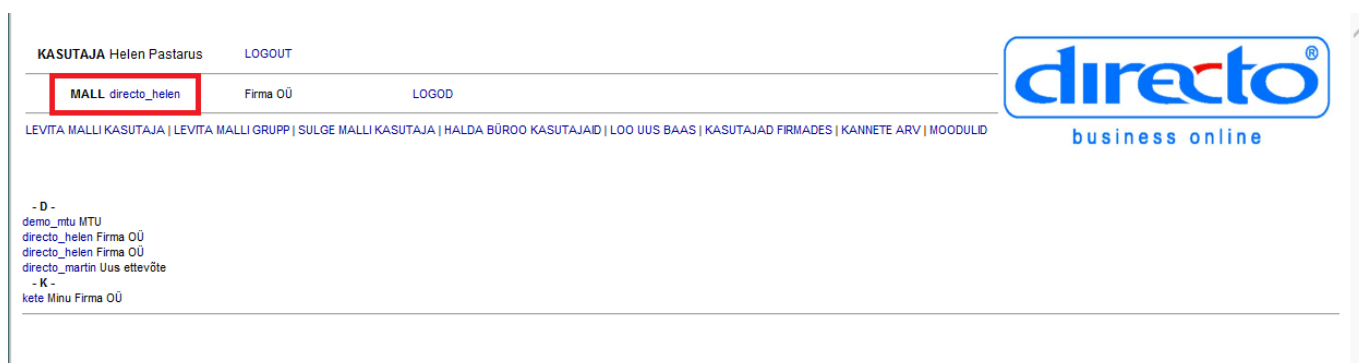 KASUTAJA Helen Pastarus LOGOUT
MALL directo_helen Firma OÜ LOGOD
LEVITA MALLI KASUTAJA | LEVITA MALLI GRUPP | SULGE MALLI KASUTAJA | HALDA BÜROO KASUTAJAID | LOO UUS BAAS | KASUTAJAD FIRMADES | KANNETE ARV | MOODULID
directo®
business online
- D -
demo_mtu MTU
directo_helen Firma OÜ
directo_helen Firma OÜ
directo_martin Uus ettevõte
- K -
kete Minu Firma OÜ